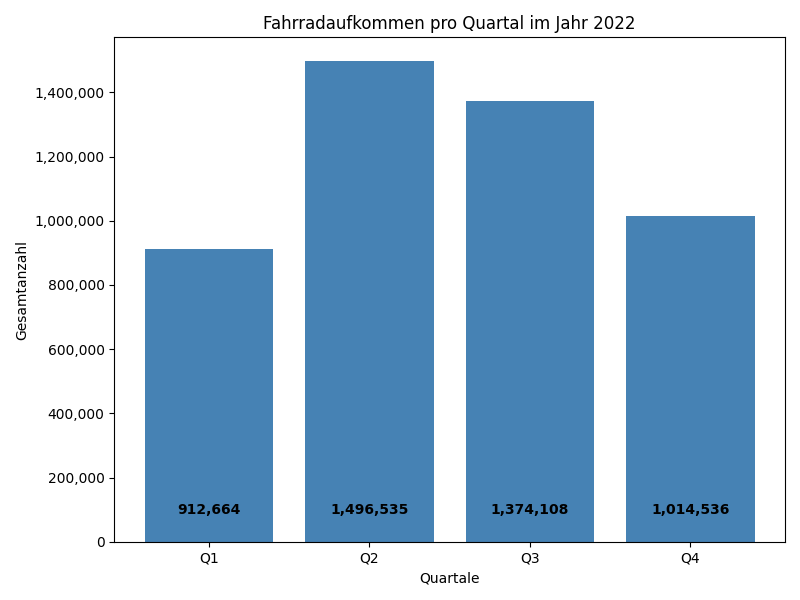 Fahrradaufkommen pro Quartal im Jahr 2022
Gesamtanzahl
1,400,000
1,200,000
1,000,000
800,000
600,000
400,000
200,000
0
912,664
1,496,535
1,374,108
1,014,536
Q1
Q2
Q3
Q4
Quartale